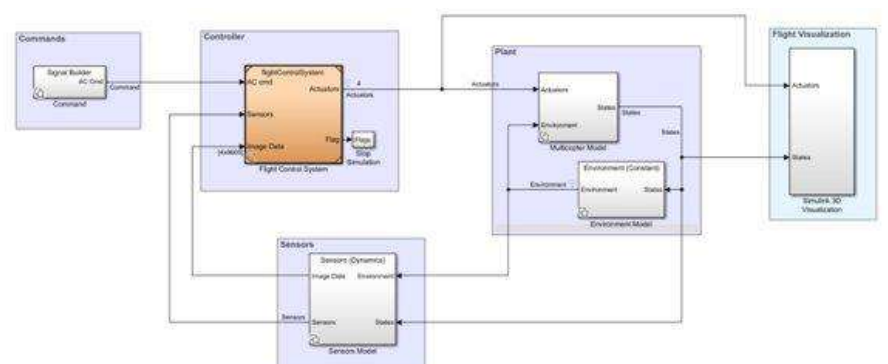 Commands
Signal Builder
AC Cmd
Command
Command
Controller
flightControlSystem
AC cmd
Actuators
4
Actuators
Sensors
Flag
Flags
Stop
Simulation
Image Data
Flight Control System
Plant
Actuators
Actuators
States
States
Environment
Multicopter Model
States
Environment (Constant)
Environment
Environment
States
Environment Model
Flight Visualization
Actuators
States
Simulink 3D
Visualization
Sensors
Sensors (Dynamics)
Image Data
Environment
Sensors
Sensors
States
Sensors Model